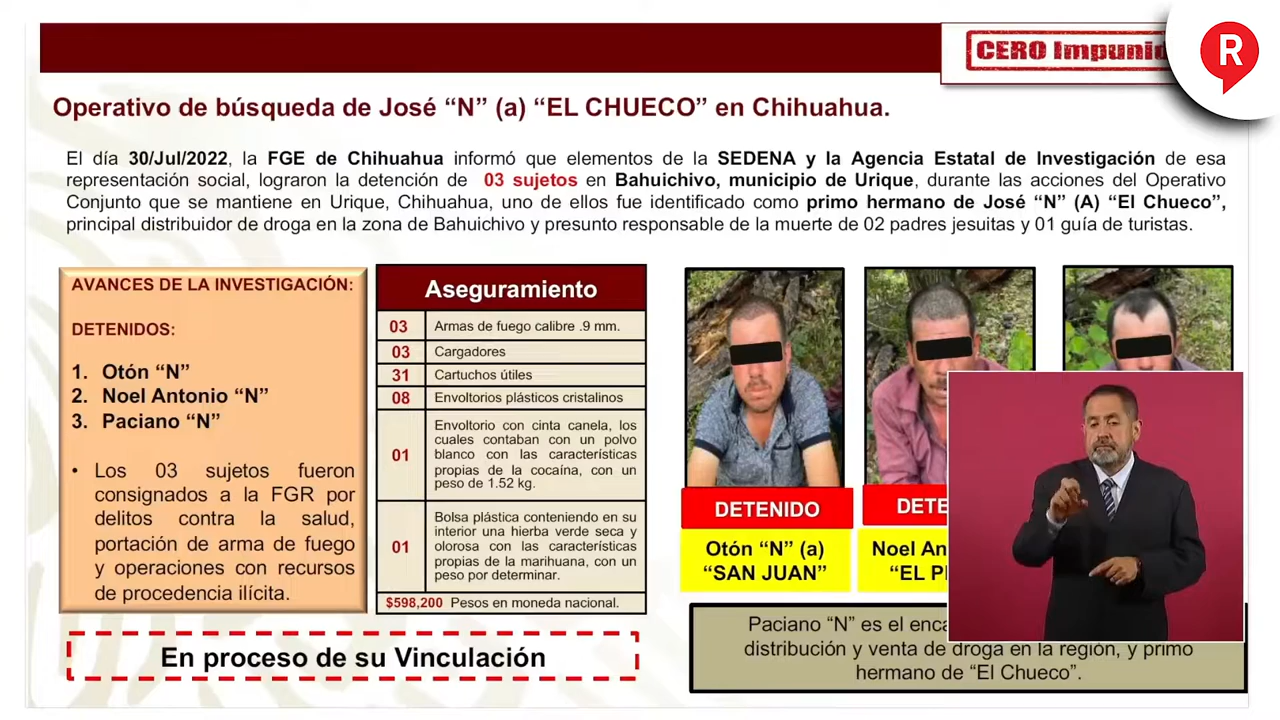 CERO Impunid
R
Operativo de búsqueda de José “N” (a) “EL CHUECO” en Chihuahua.
El día 30/Jul/2022, la FGE de Chihuahua informó que elementos de la SEDENA y la Agencia Estatal de Investigación de esa
representación social, lograron la detención de 03 sujetos en Bahuichivo, municipio de Urique, durante las acciones del Operativo
Conjunto que se mantiene en Urique, Chihuahua, uno de ellos fue identificado como primo hermano de José “N” (A) “El Chueco”,
principal distribuidor de droga en la zona de Bahuichivo y presunto responsable de la muerte de 02 padres jesuitas y 01 guía de turistas.
AVANCES DE LA INVESTIGACIÓN:
DETENIDOS:
1. Otón “N”
2. Noel Antonio “N”
3. Paciano “N”
• Los 03 sujetos fueron
consignados a la FGR por
delitos contra la salud,
portación de arma de fuego
y operaciones con recursos
de procedencia ilícita.
En proceso de su Vinculación
Aseguramiento
03 Armas de fuego calibre .9 mm.
03 Cargadores
31 Cartuchos útiles
08 Envoltorios plásticos cristalinos
01 Envoltorio con cinta canela, los
cuales contaban con un polvo
blanco con las características
propias de la cocaína, con un
peso de 1.52 kg.
01 Bolsa plástica conteniendo en su
interior una hierba verde seca y
olorosa con las características
propias de la marihuana, con un
peso por determinar.
$598,200 Pesos en moneda nacional.
DETENIDO
Otón “N” (a)
“SAN JUAN”
DETE
Noel An
“EL P
Paciano “N” es el enca
distribución y venta de droga en la región, y primo
hermano de “El Chueco”.